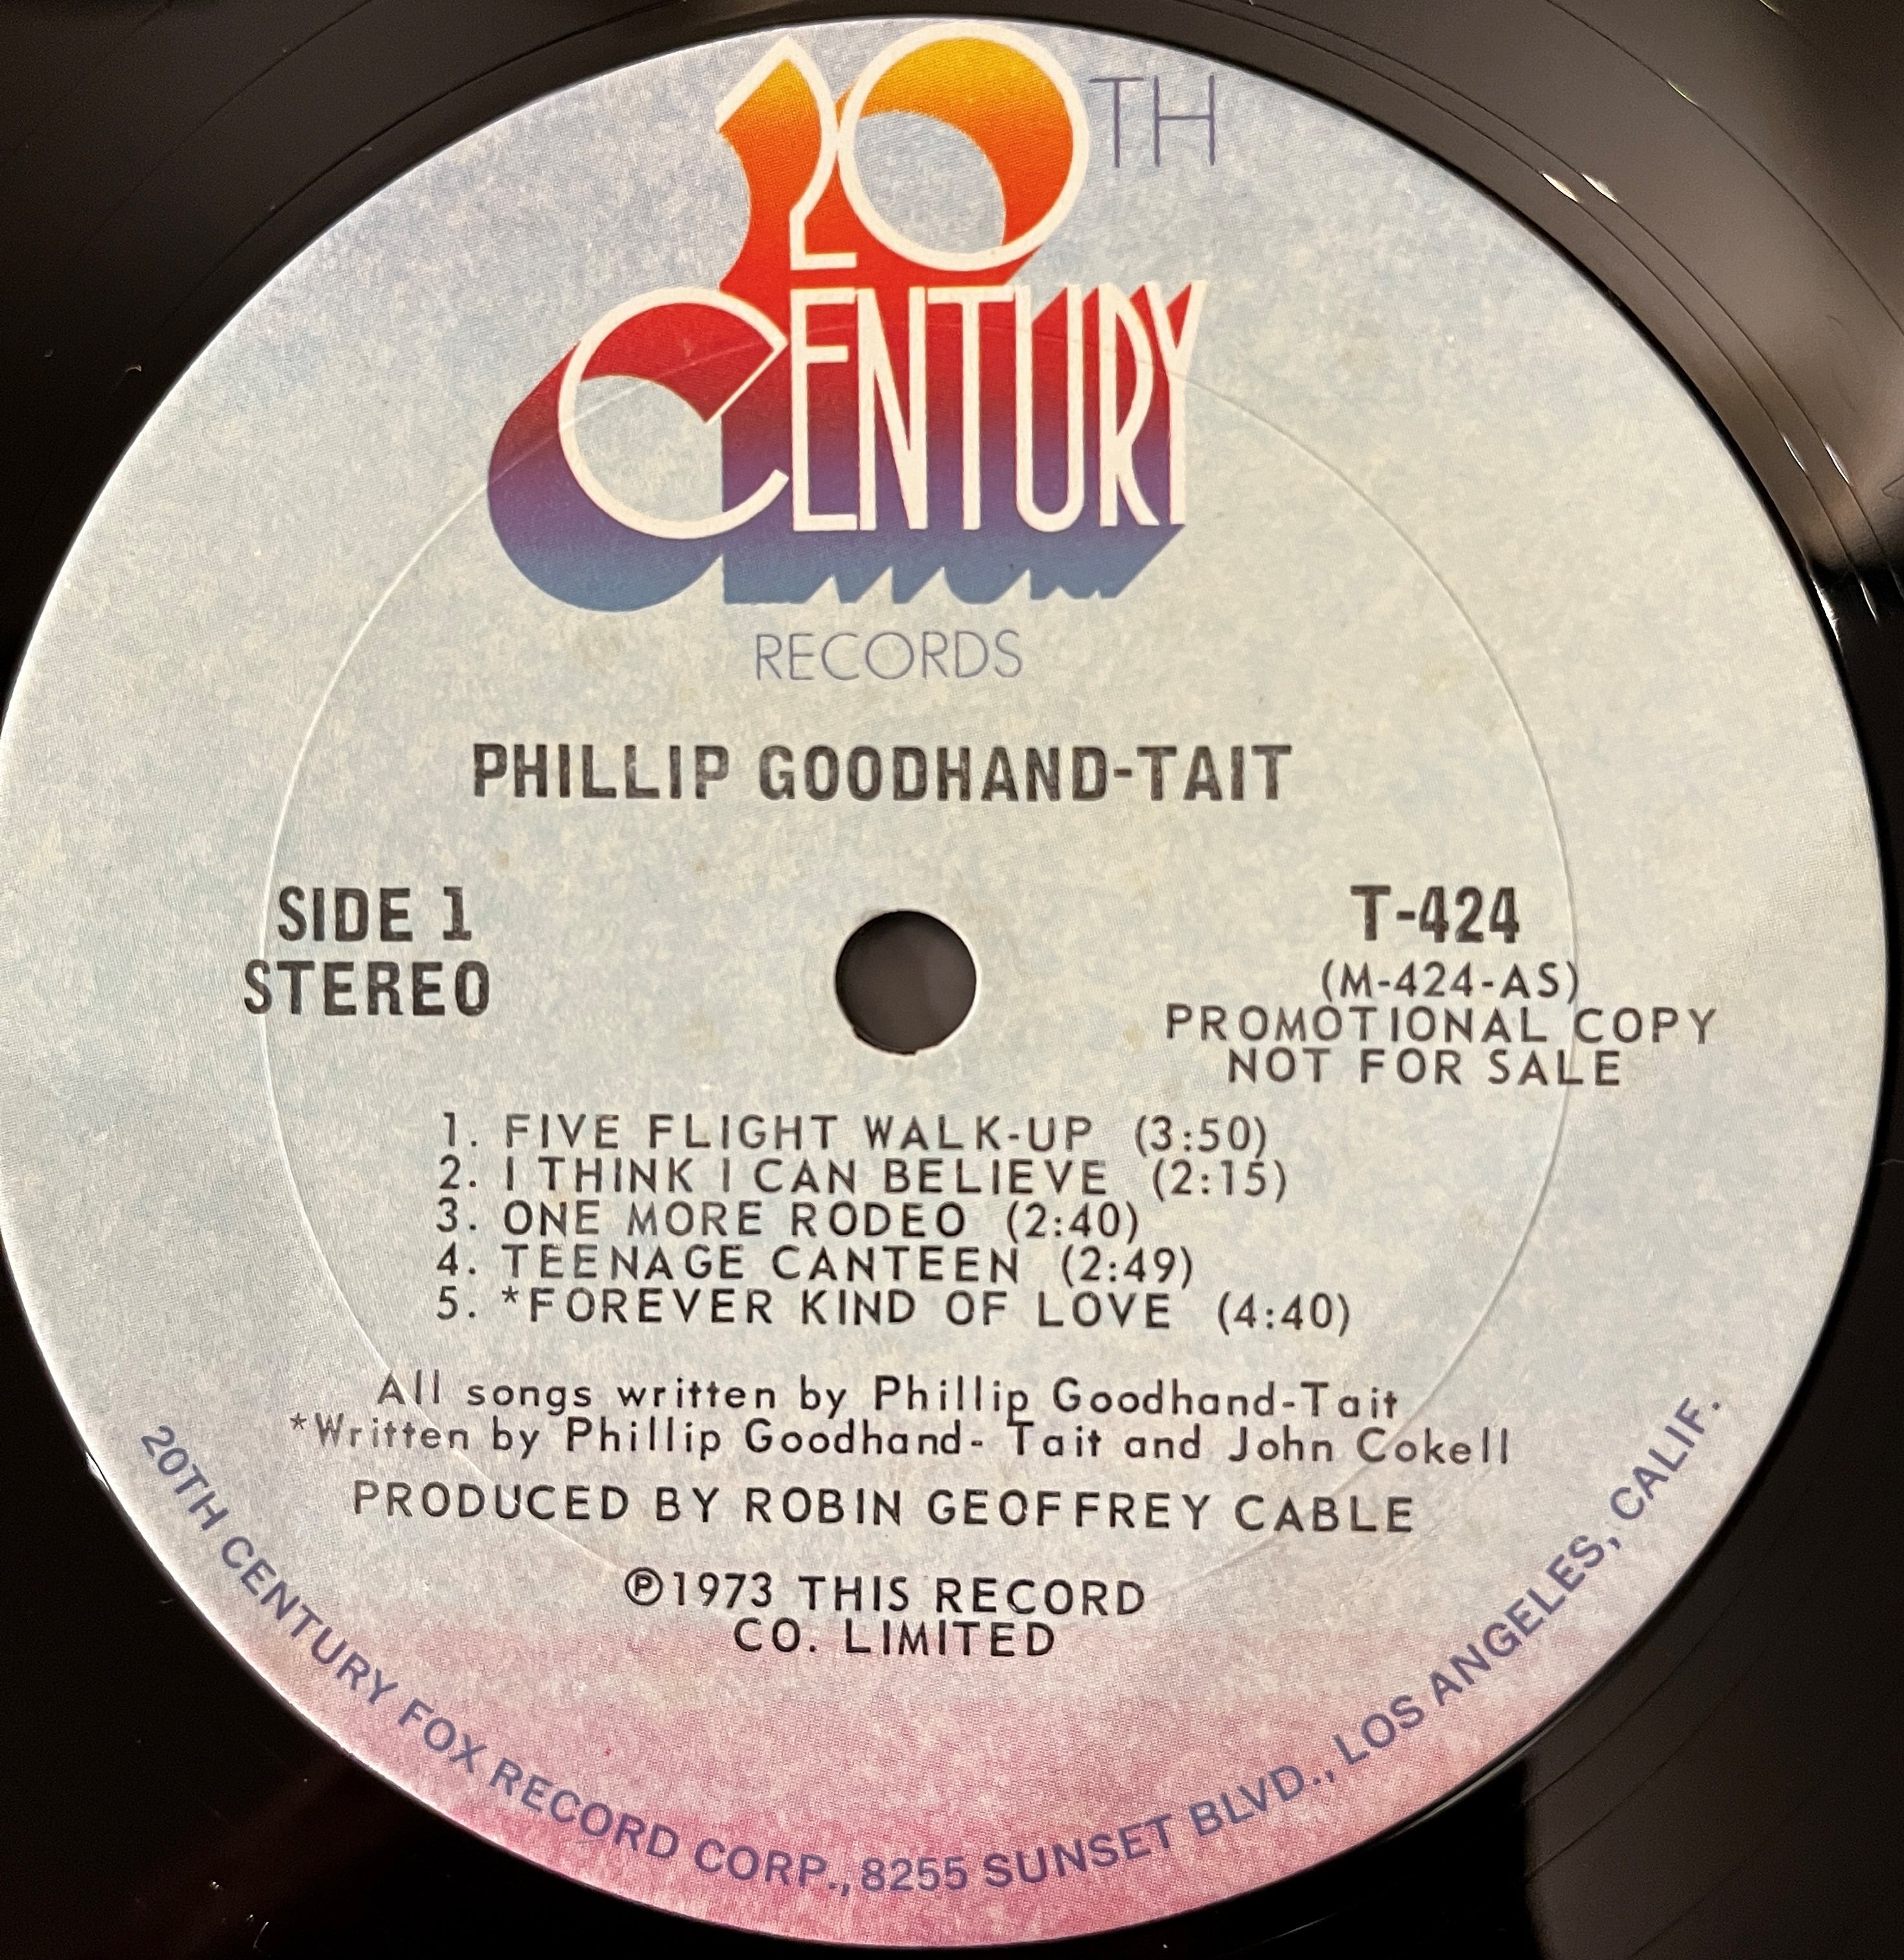 20TH
CENTURY
RECORDS
PHILLIP GOODHAND-TAIT
SIDE 1
STEREO
T-424
(M-424-AS)
PROMOTIONAL COPY
NOT FOR SALE
1. FIVE FLIGHT WALK-UP (3:50)
2. I THINK I CAN BELIEVE (2:15)
3. ONE MORE RODEO (2:40)
4. TEENAGE CANTEEN (2:49)
5. *FOREVER KIND OF LOVE (4:40)
All songs written by Phillip Goodhand-Tait
*Written by Phillip Goodhand- Tait and John Cokell
PRODUCED BY ROBIN GEOFFREY CABLE
℗1973 THIS RECORD
CO. LIMITED
20TH CENTURY FOX RECORD CORP., 8255 SUNSET BLVD., LOS ANGELES, CALIF.